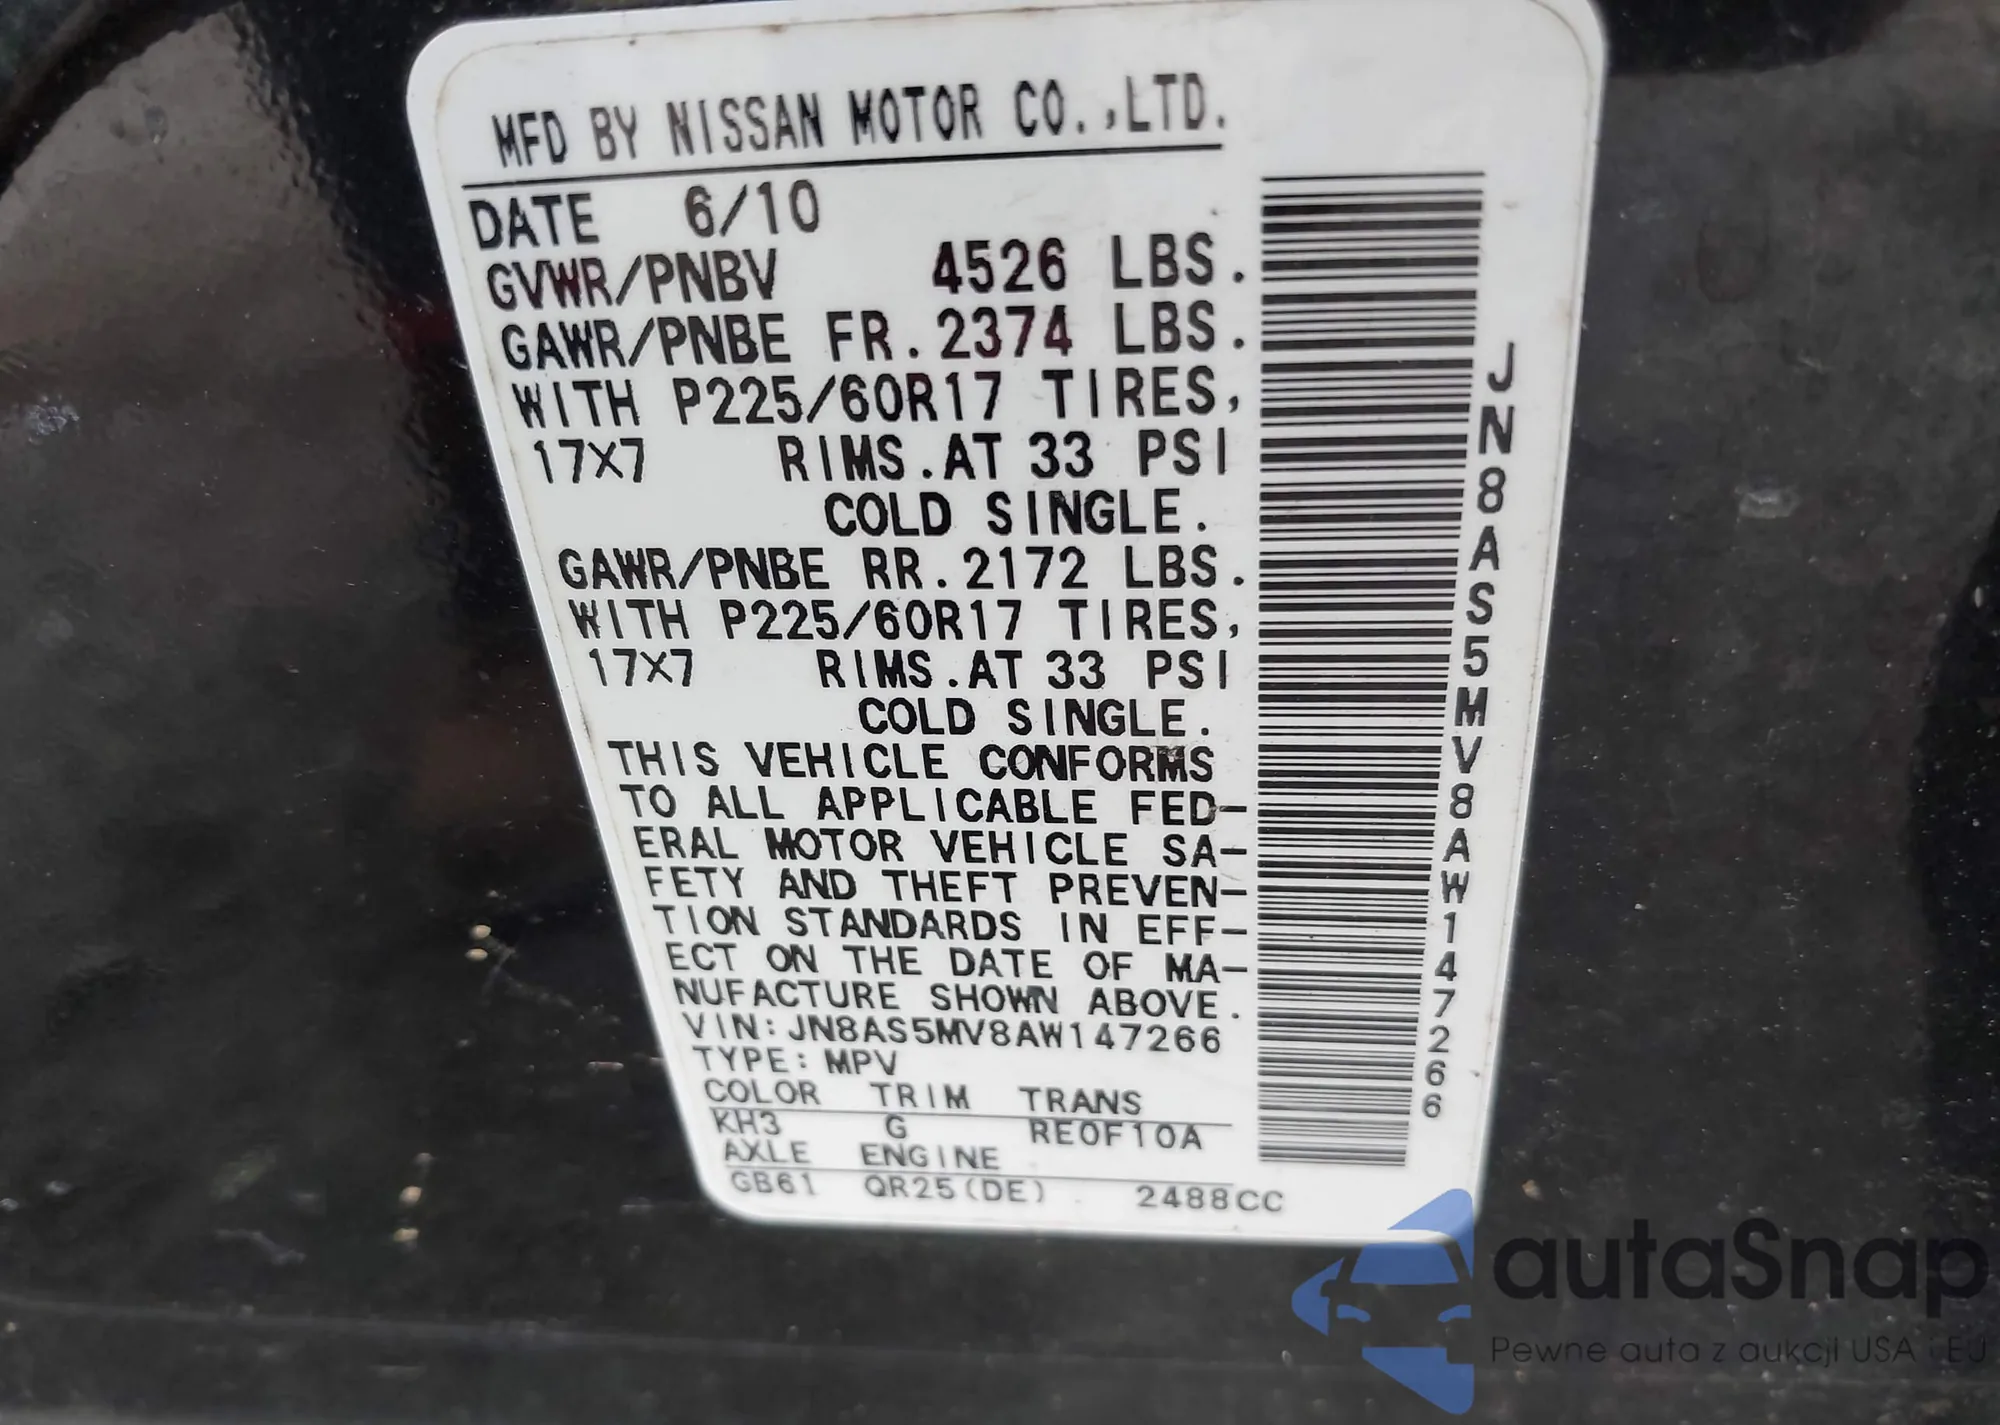 MFD BY NISSAN MOTOR CO.,LTD.
DATE 6/10
GVWR/PNBV 4526 LBS.
GAWR/PNBE FR.2374 LBS.
WITH P225/60R17 TIRES,
17X7 RIMS.AT 33 PSI
COLD SINGLE.
GAWR/PNBE RR.2172 LBS.
WITH P225/60R17 TIRES,
17X7 RIMS.AT 33 PSI
COLD SINGLE.
THIS VEHICLE CONFORMS
TO ALL APPLICABLE FED-
ERAL MOTOR VEHICLE SA-
FETY AND THEFT PREVEN-
TION STANDARDS IN EFF-
ECT ON THE DATE OF MA-
NUFACTURE SHOWN ABOVE.
VIN:JN8AS5MV8AW147266
TYPE:MPV
COLOR TRIM TRANS
KH3 G RE0F10A
AXLE ENGINE
GB61 QR25(DE) 2488CC
JN8AS5MV8AW147266
autoSnap
Pewne auta z aukcji USA i EU